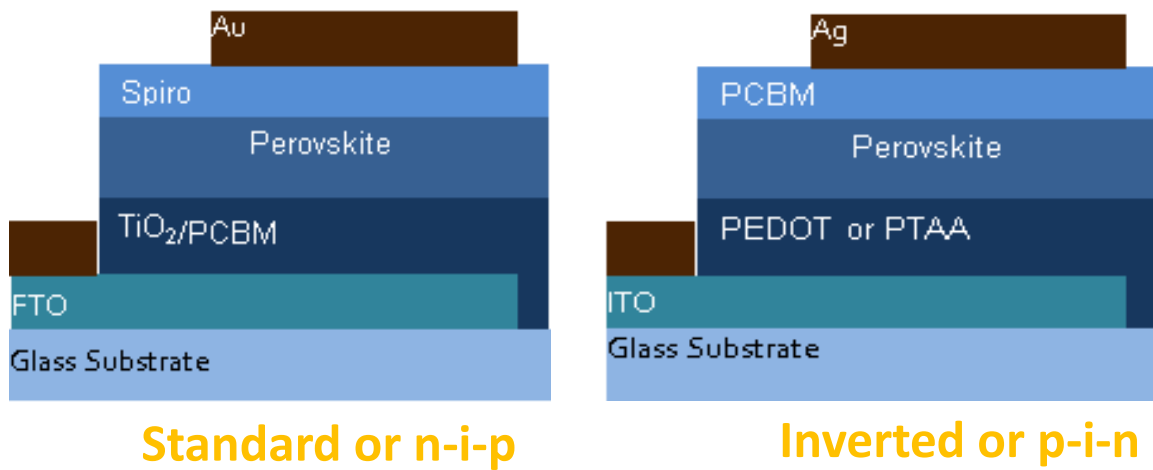 Au
Spiro
Perovskite
TiO₂/PCBM
FTO
Glass Substrate
Standard or n-i-p
Ag
PCBM
Perovskite
PEDOT or PTAA
ITO
Glass Substrate
Inverted or p-i-n